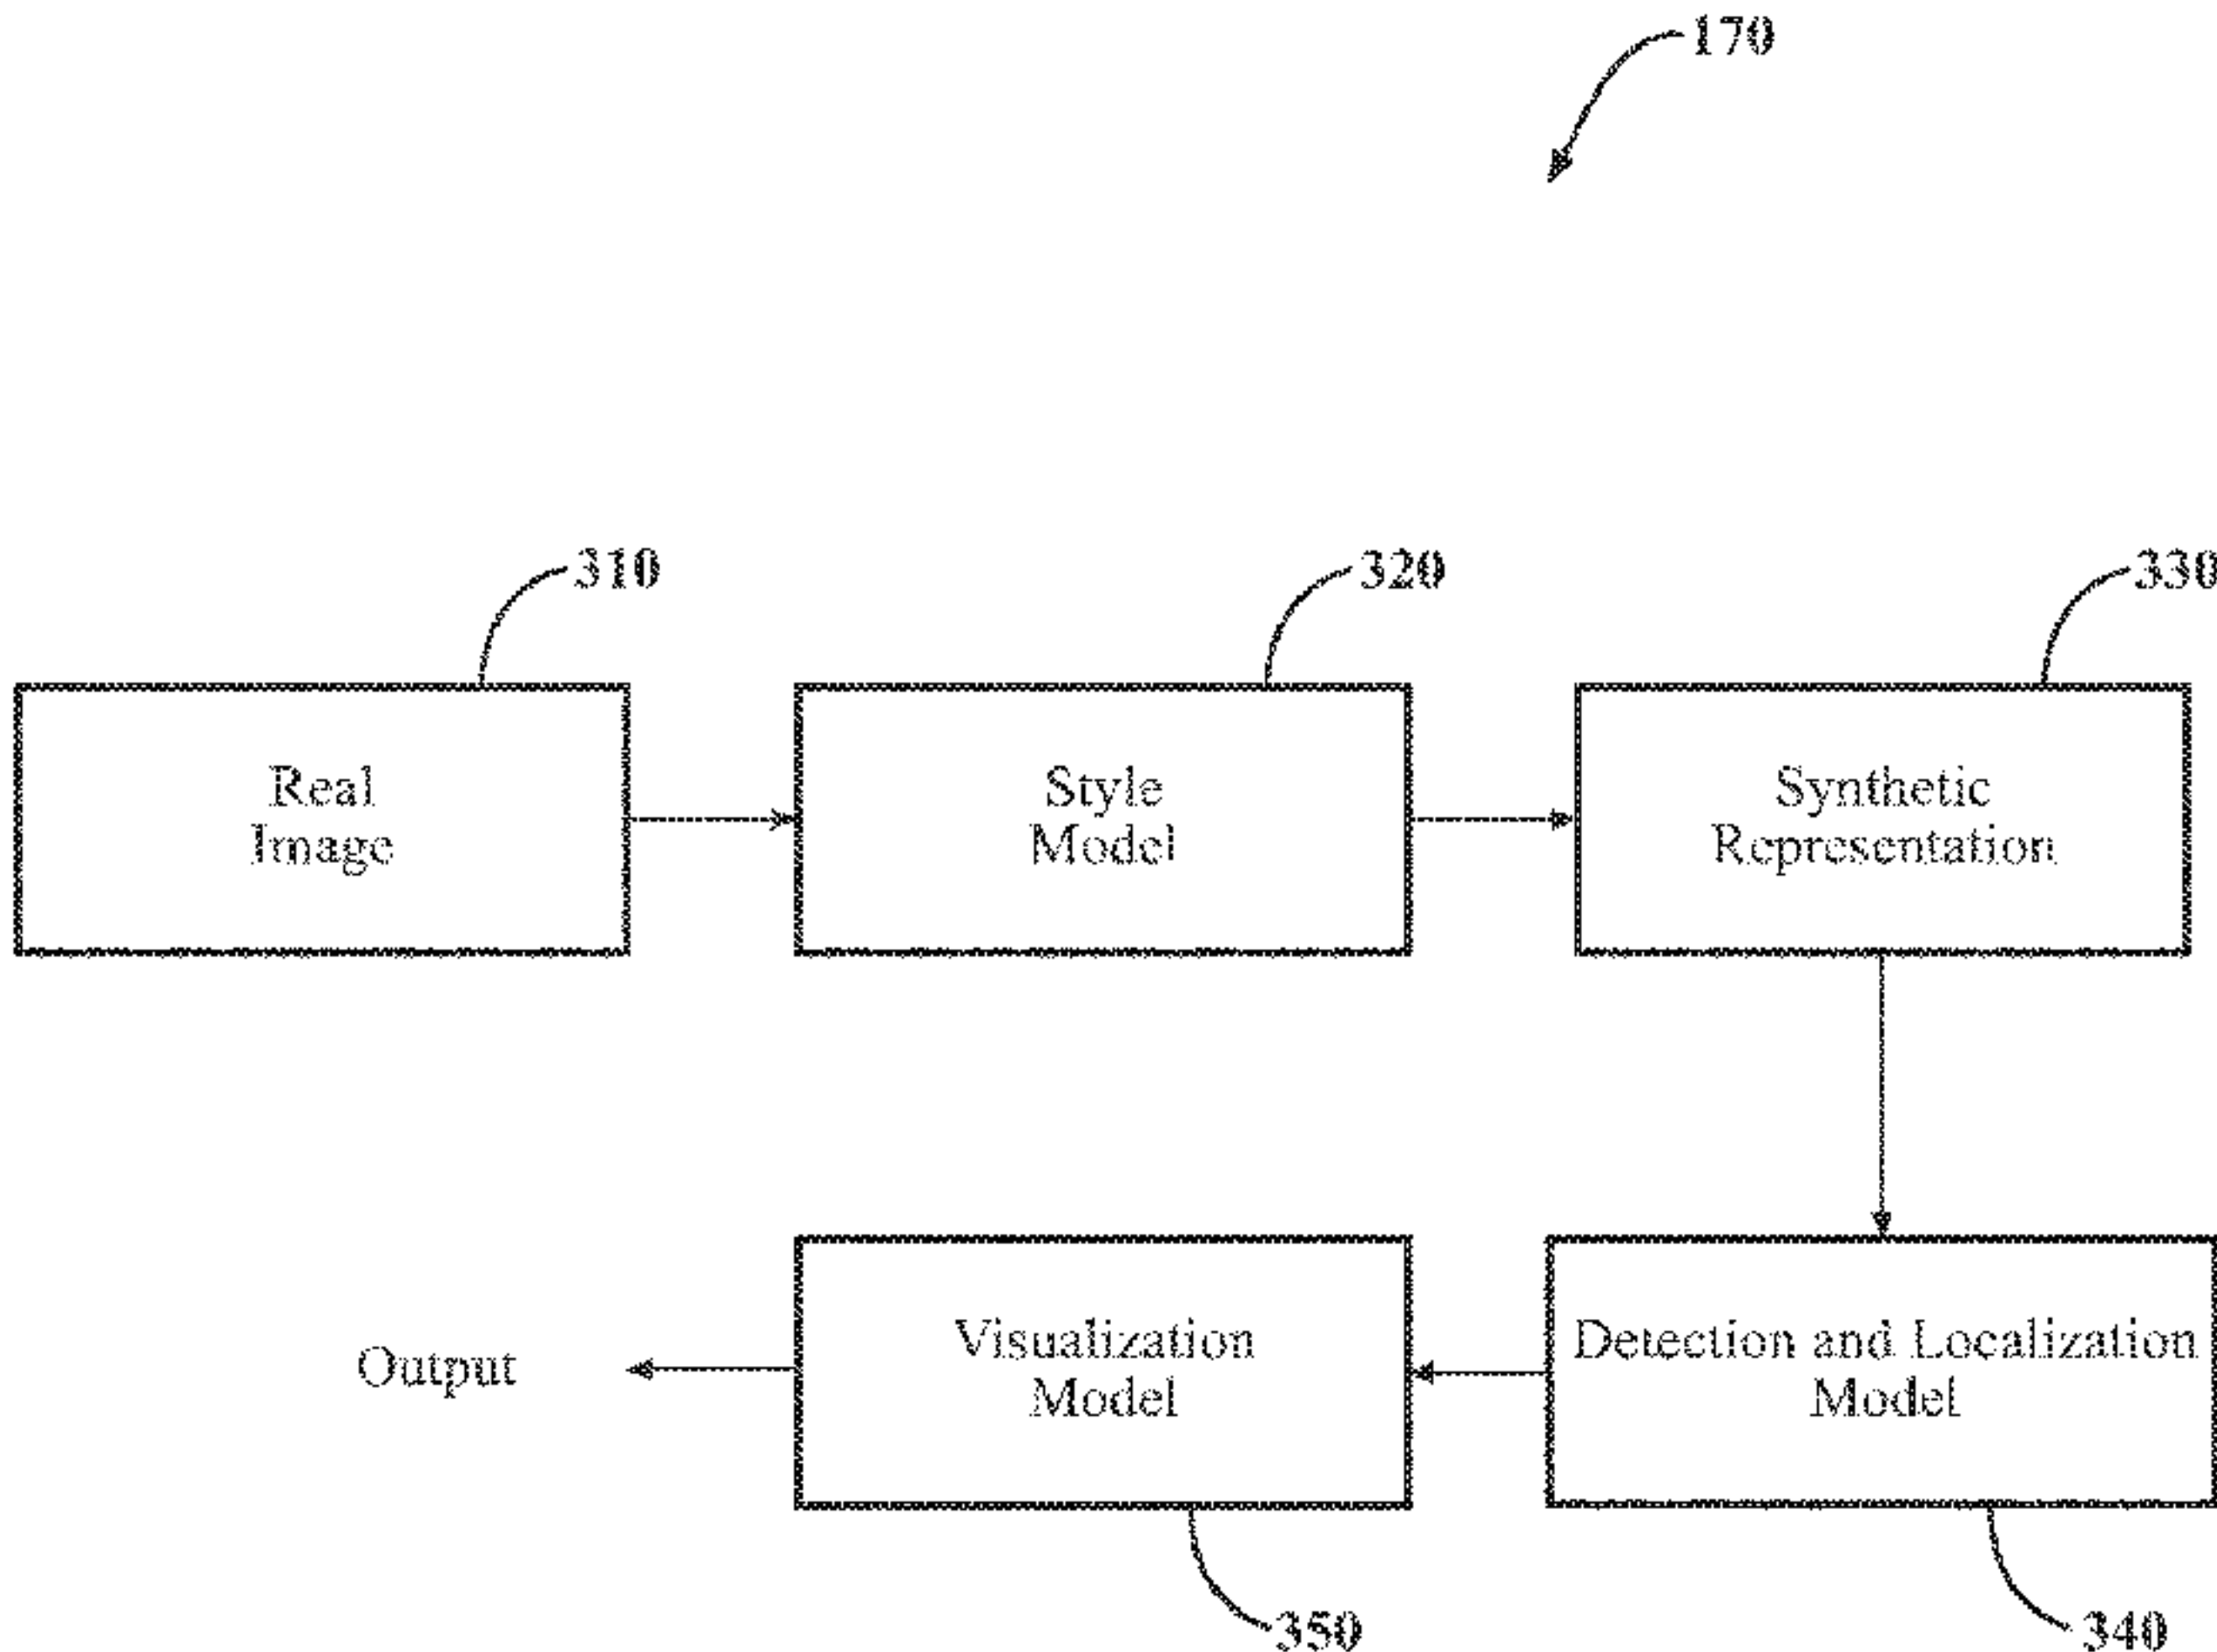 170
310
320
330
Real
Image
Style
Model
Synthetic
Representation
Output
Visualization
Model
Detection and Localization
Model
350
340